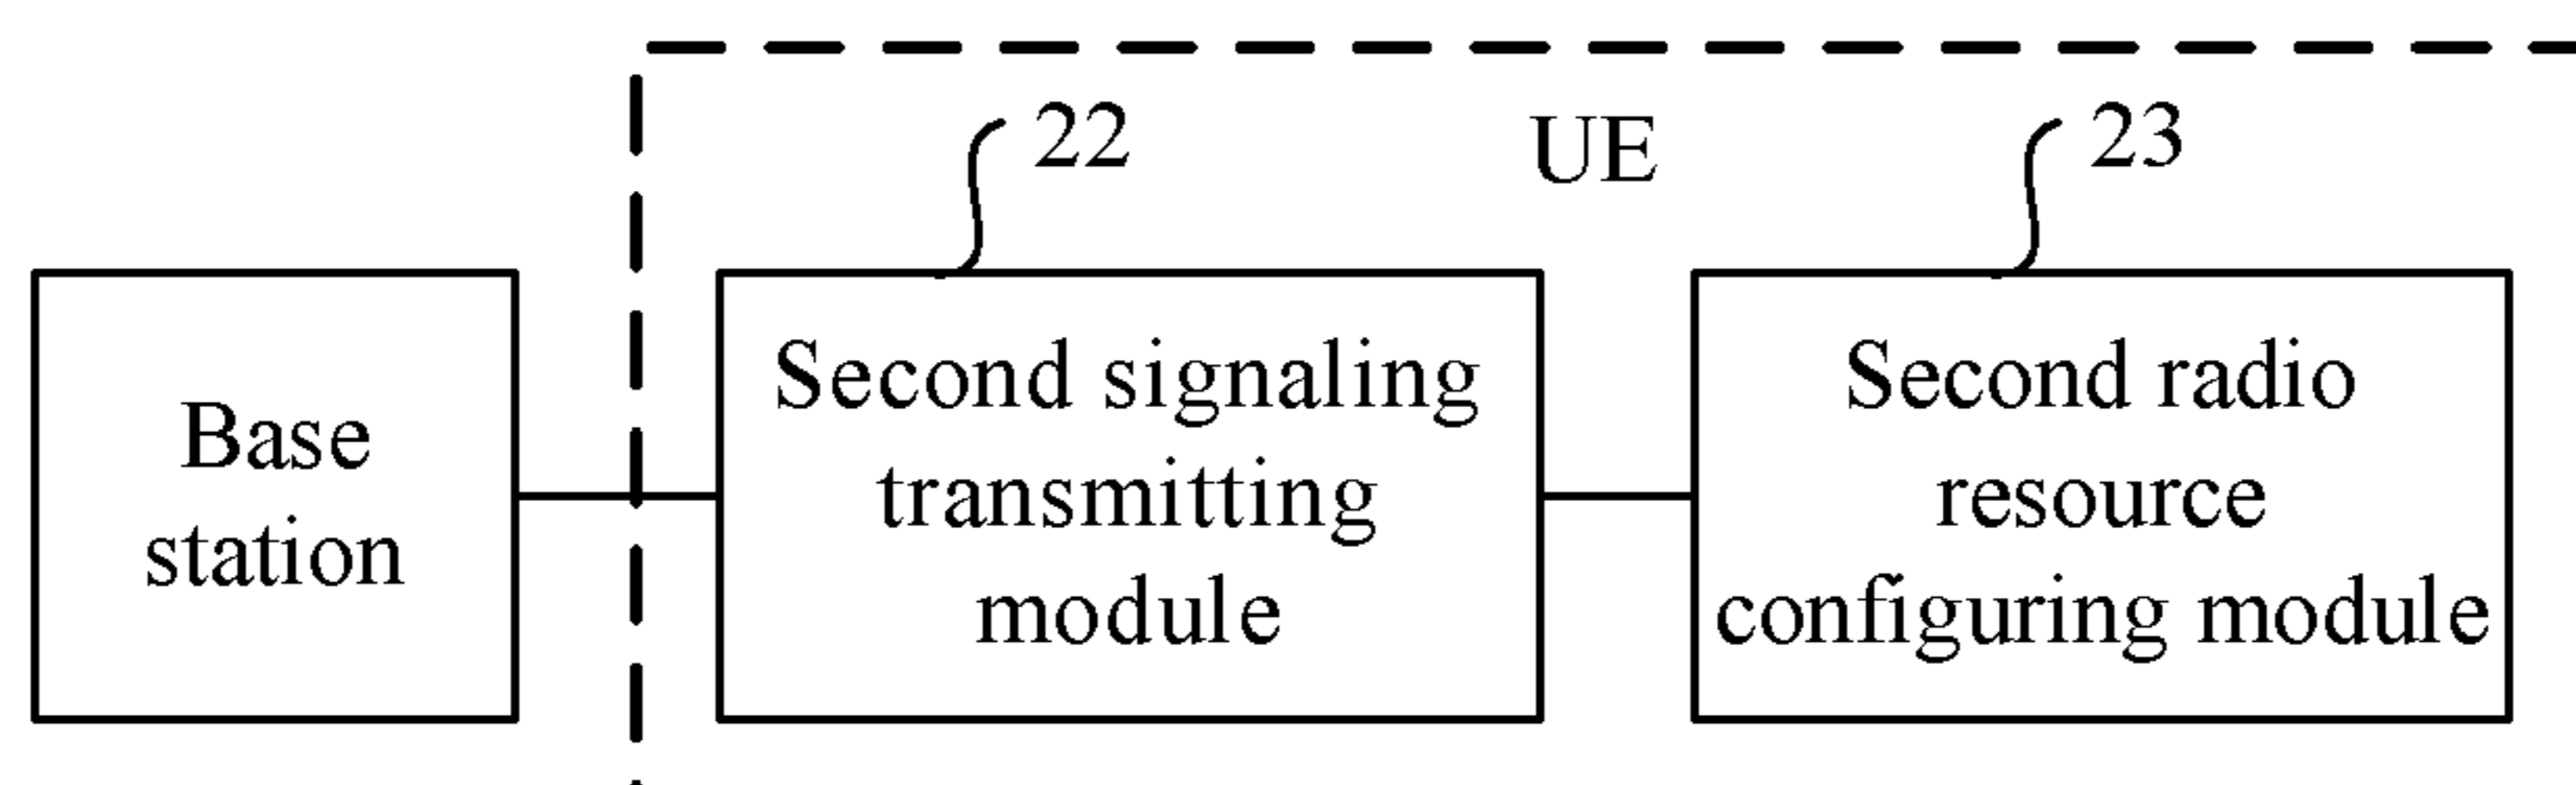 22
UE
23
Base
station
Second signaling
transmitting
module
Second radio
resource
configuring module